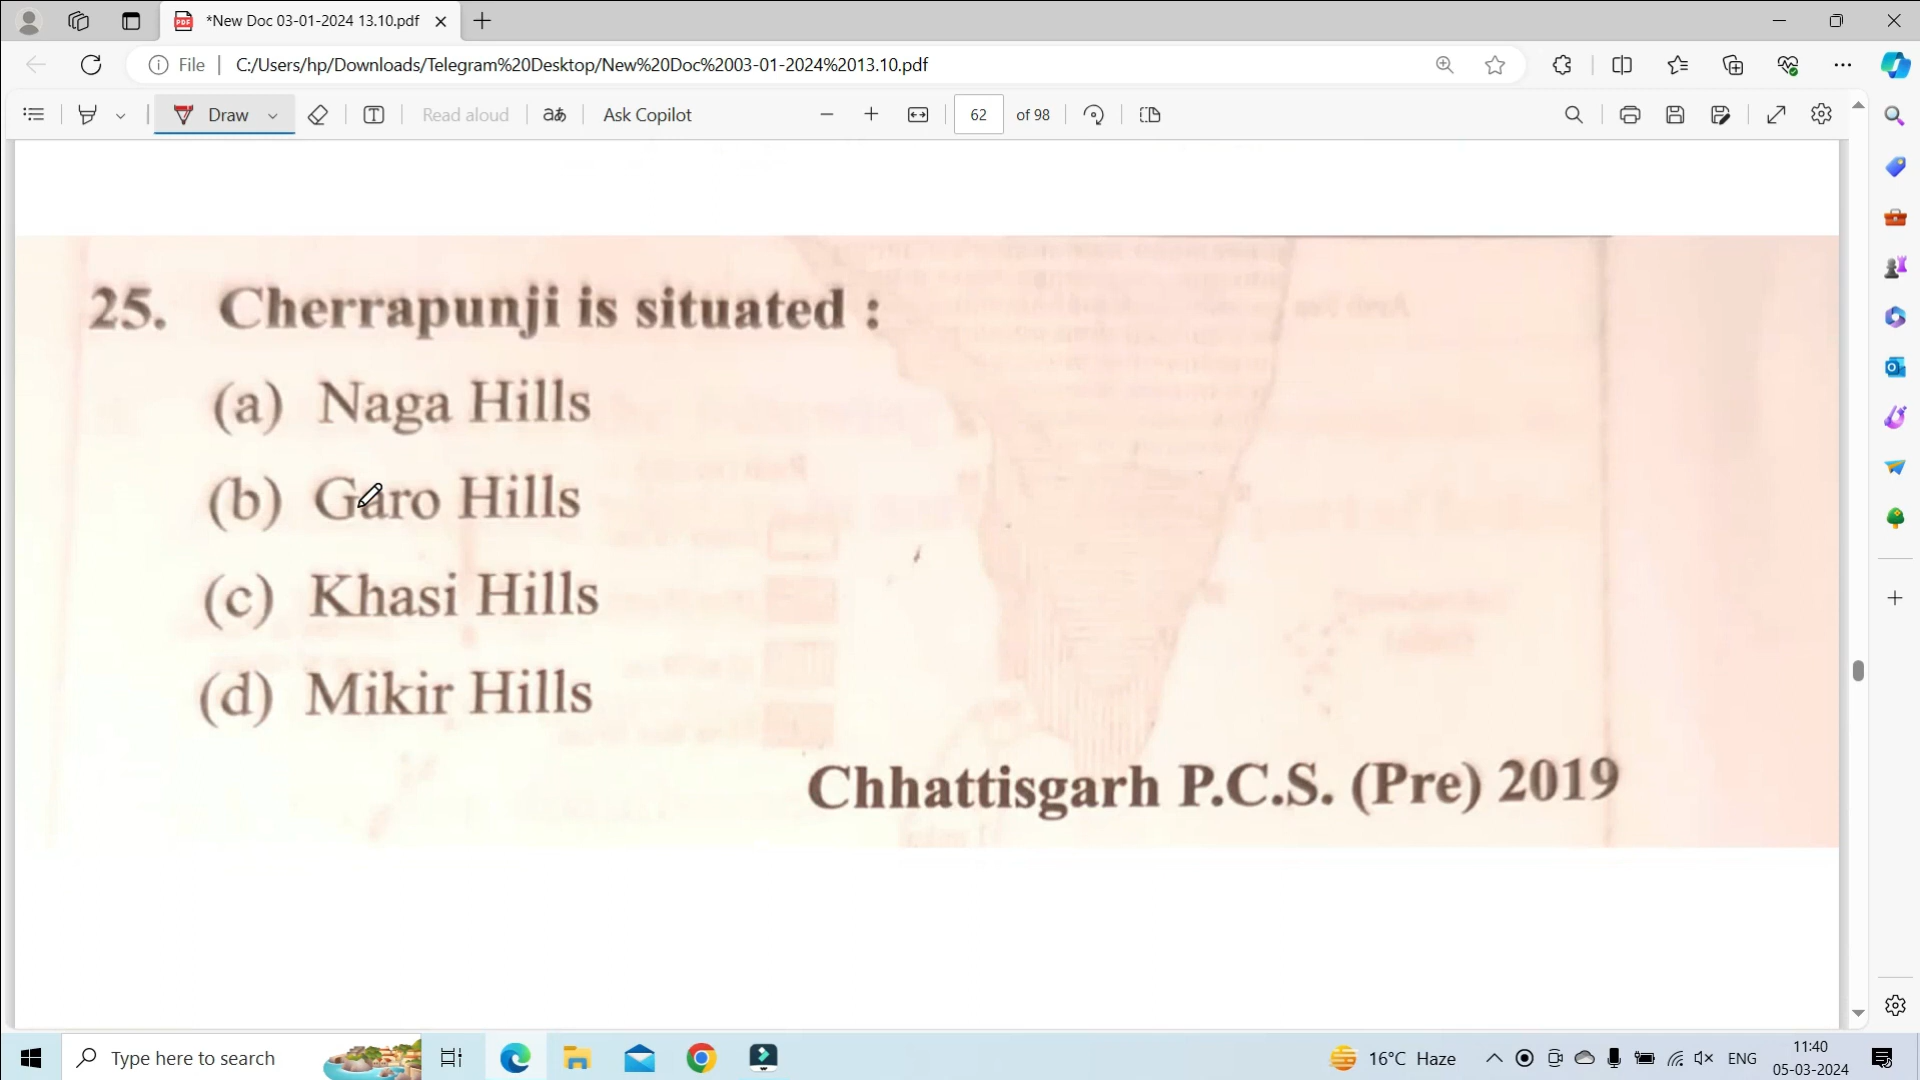 *New Doc 03-01-2024 13.10.pdf
File
C:/Users/hp/Downloads/Telegram%20Desktop/New%20Doc%2003-01-2024%2013.10.pdf
Draw
Read aloud
aあ
Ask Copilot
62
of 98
25. Cherrapunji is situated :
(a) Naga Hills
(b) Garo Hills
(c) Khasi Hills
(d) Mikir Hills
Chhattisgarh P.C.S. (Pre) 2019
Type here to search
16°C Haze
ENG
11:40
05-03-2024